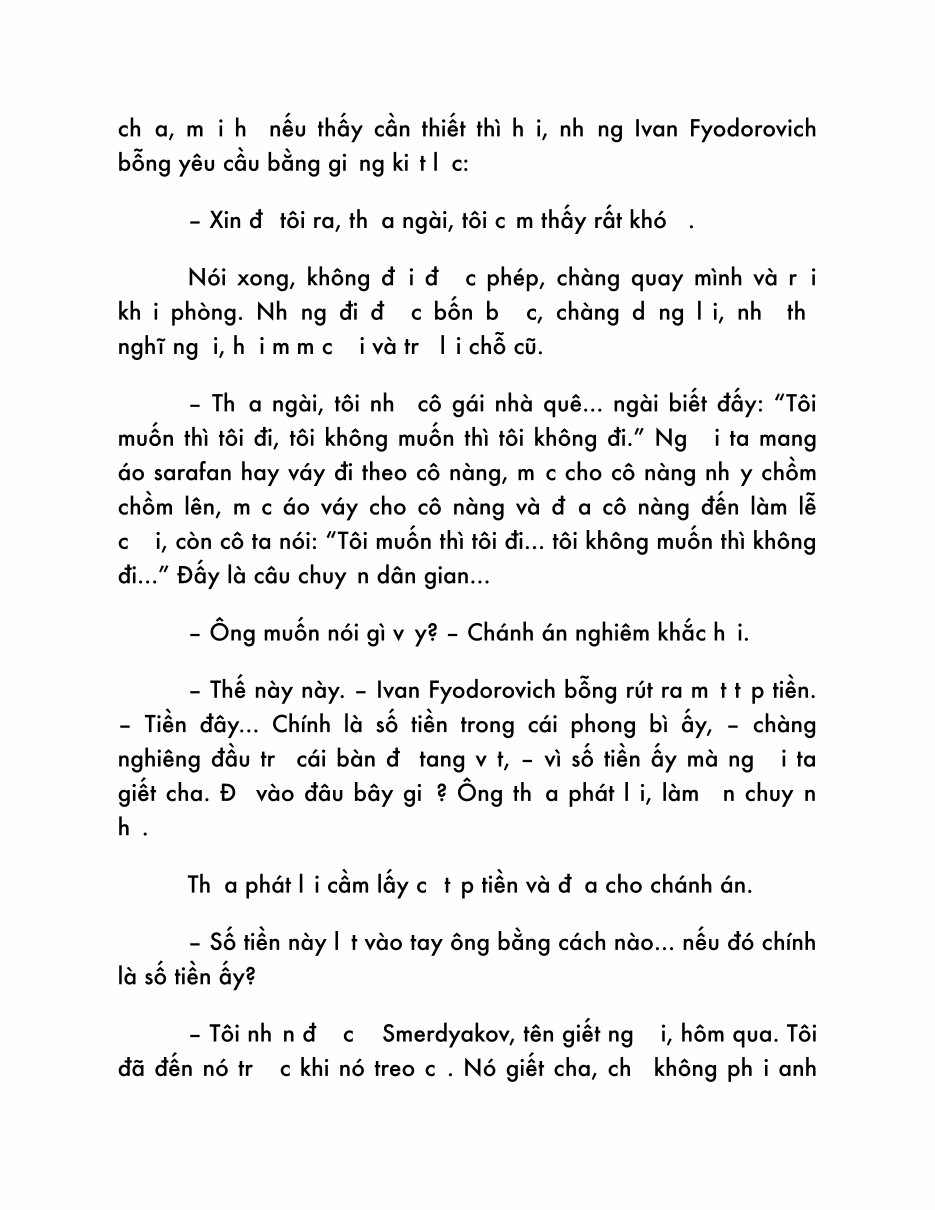 ch a, m i h nếu thấy cần thiết thì h i, nh ng Ivan Fyodorovich
bỗng yêu cầu bằng gi ng ki t l c:
– Xin đ tôi ra, th a ngài, tôi c m thấy rất khó .
Nói xong, không đ i đ c phép, chàng quay mình và r i
kh i phòng. Nh ng đi đ c bốn b c, chàng d ng l i, nh th
nghĩ ng i, h i m m c i và tr l i chỗ cũ.
– Th a ngài, tôi nh cô gái nhà quê... ngài biết đấy: “Tôi
muốn thì tôi đi, tôi không muốn thì tôi không đi.” Ng i ta mang
áo sarafan hay váy đi theo cô nàng, m c cho cô nàng nh y chồm
chồm lên, m c áo váy cho cô nàng và đ a cô nàng đến làm lễ
c i, còn cô ta nói: “Tôi muốn thì tôi đi... tôi không muốn thì không
đi...” Đấy là câu chuy n dân gian...
– Ông muốn nói gì v y? – Chánh án nghiêm khắc h i.
– Thế này này. – Ivan Fyodorovich bỗng rút ra m t t p tiền.
– Tiền đây... Chính là số tiền trong cái phong bì ấy, – chàng
nghiêng đầu tr cái bàn đ tang v t, – vì số tiền ấy mà ng i ta
giết cha. Đ vào đâu bây gi ? Ông th a phát l i, làm n chuy n
h .
Th a phát l i cầm lấy c t p tiền và đ a cho chánh án.
– Số tiền này l t vào tay ông bằng cách nào... nếu đó chính
là số tiền ấy?
– Tôi nh n đ c Smerdyakov, tên giết ng i, hôm qua. Tôi
đã đến nó tr c khi nó treo c . Nó giết cha, ch không ph i anh